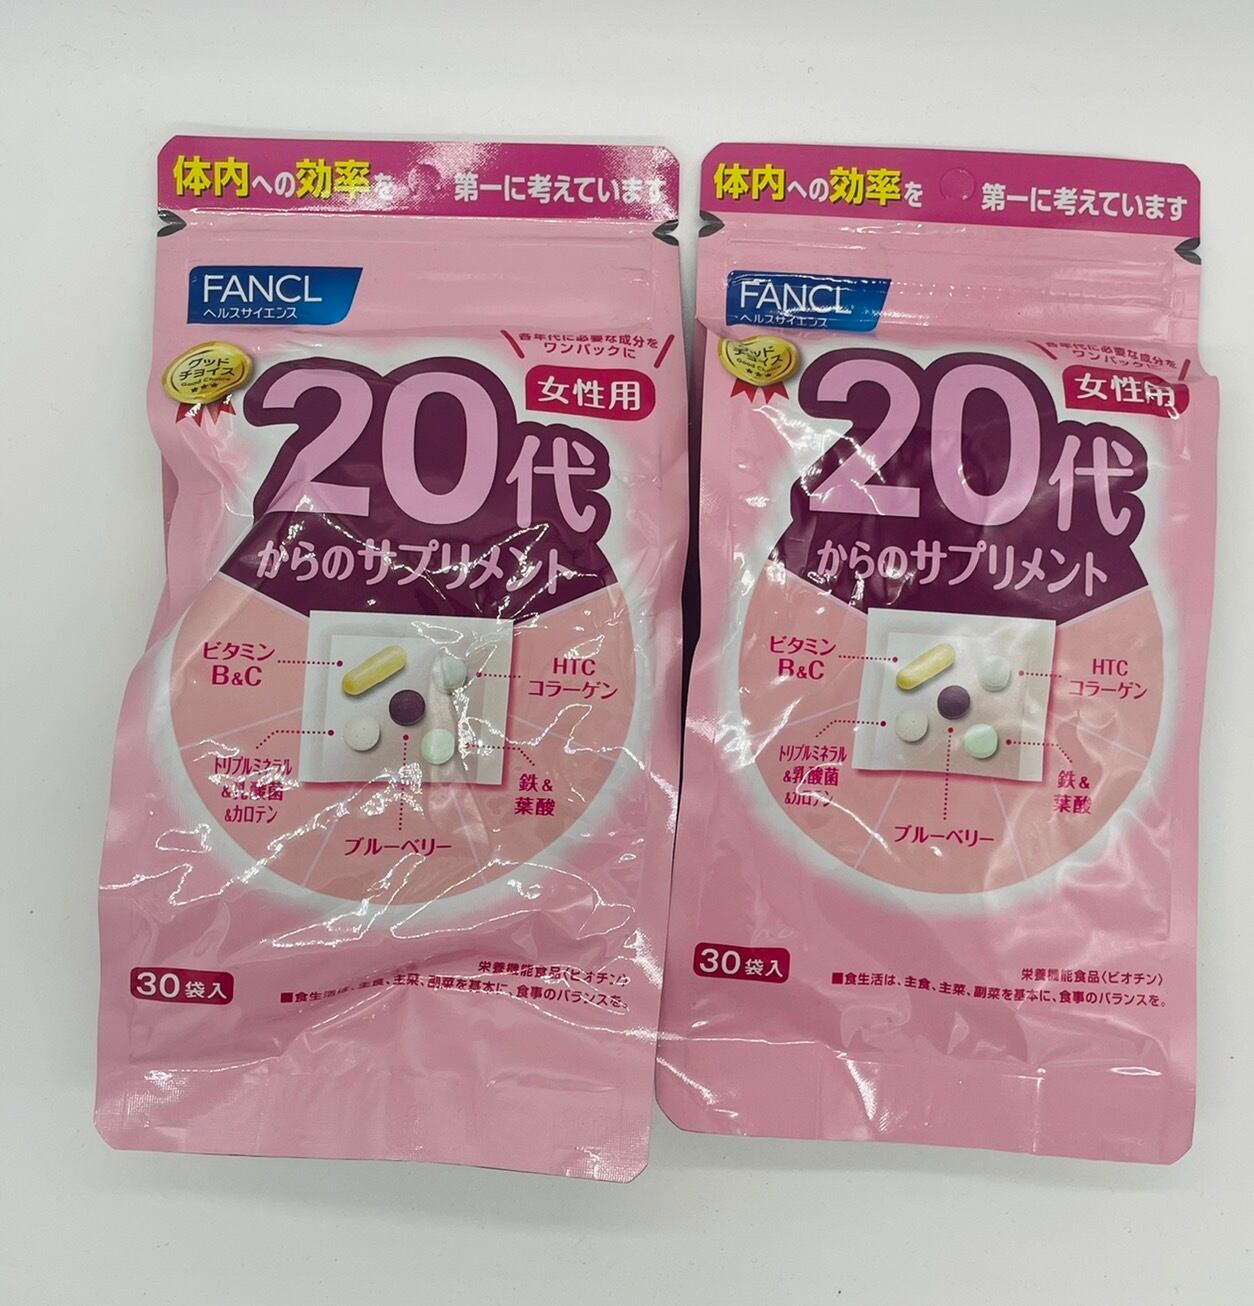 体内への効率を 第一に考えています
FANCL
ヘルスサイエンス
グッド
チョイス
Good Choice
各年代に必要な成分を
ワンパックに
女性用
20代
からのサプリメント
ビタミン
B&C
HTC
コラーゲン
トリプルミネラル
&乳酸菌
&カロテン
鉄&
葉酸
ブルーベリー
30袋入
栄養機能食品〈ビオチン〉
■食生活は、主食、主菜、副菜を基本に、食事のバランスを。
体内への効率を 第一に考えています
FANCL
ヘルスサイエンス
グッド
チョイス
Good Choice
各年代に必要な成分を
ワンパックに
女性用
20代
からのサプリメント
ビタミン
B&C
HTC
コラーゲン
トリプルミネラル
&乳酸菌
&カロテン
鉄&
葉酸
ブルーベリー
30袋入
栄養機能食品〈ビオチン〉
■食生活は、主食、主菜、副菜を基本に、食事のバランスを。